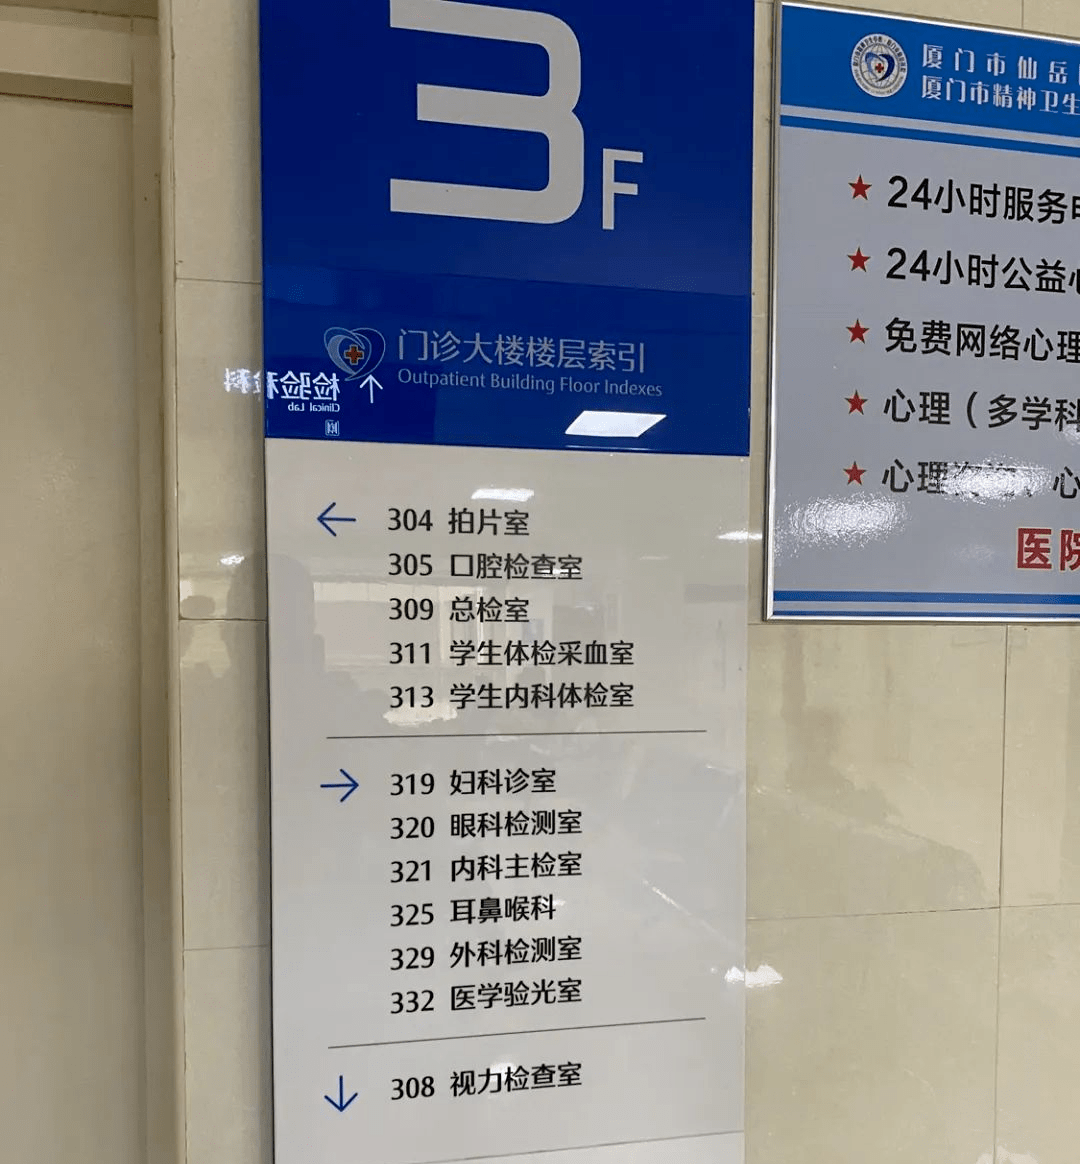 3F
门诊大楼楼层索引
Outpatient Building Floor Indexes
检验科
Clinical Lab
← 304 拍片室
305 口腔检查室
309 总检室
311 学生体检采血室
313 学生内科体检室
→ 319 妇科诊室
320 眼科检测室
321 内科主检室
325 耳鼻喉科
329 外科检测室
332 医学验光室
↓ 308 视力检查室
厦门市仙岳
厦门市精神卫生
★ 24小时服务
★ 24小时公益
★ 免费网络心理
★ 心理（多学科
★ 心理
医院